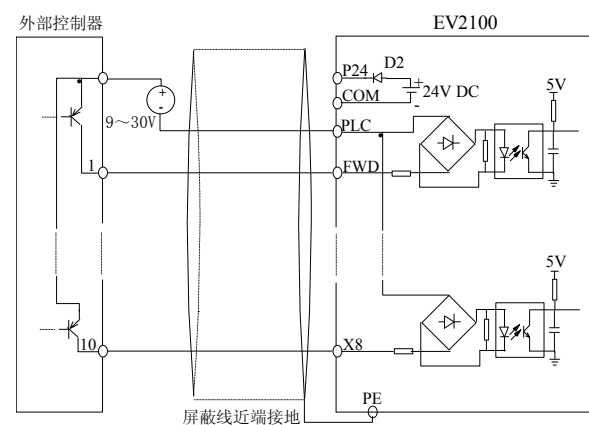 外部控制器
EV2100
P24
D2
+
24V DC
-
COM
5V
+
-
9～30V
PLC
1
FWD
5V
10
X8
PE
屏蔽线近端接地